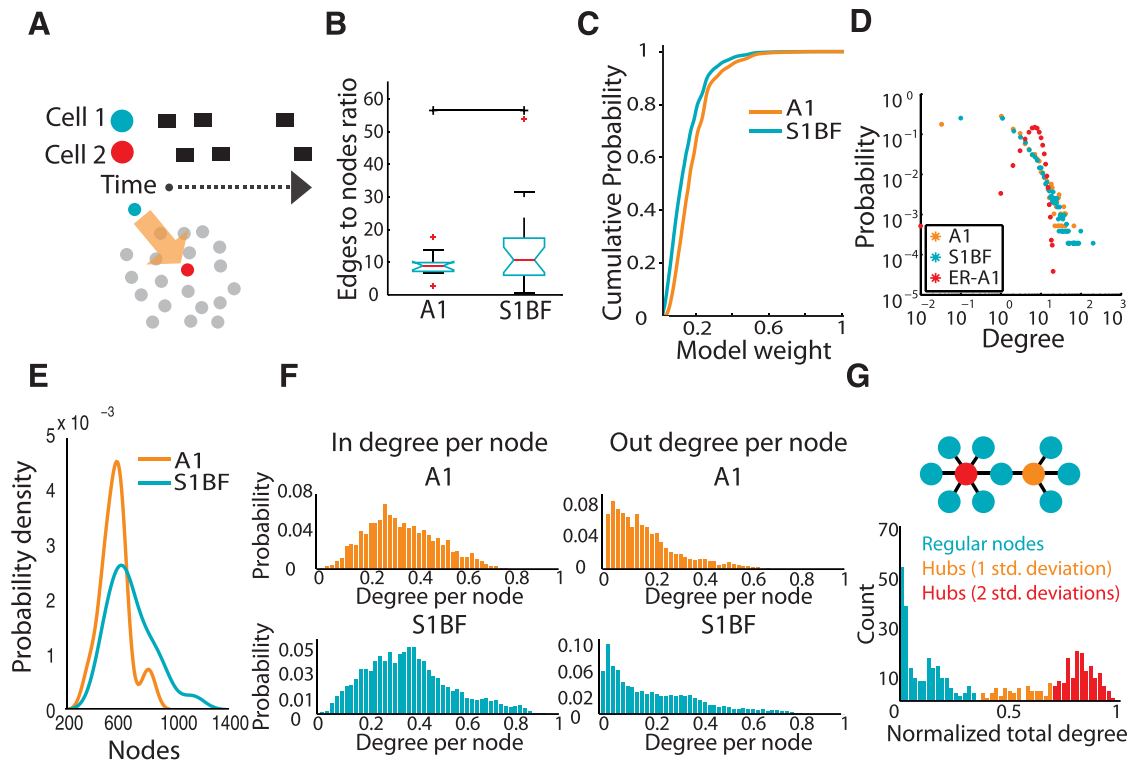 A
Cell 1
Cell 2
Time
B
Edges to nodes ratio
60
50
40
30
20
10
0
A1
S1BF
C
Cumulative Probability
1
0.8
0.6
0.4
0.2
0
A1
S1BF
0.2
0.6
1
Model weight
D
Probability
10^0
10^-1
10^-2
10^-3
10^-4
10^-5
A1
S1BF
ER-A1
10^-2
10^-1
10^0
10^1
10^2
10^3
Degree
E
x 10^-3
Probability density
5
4
3
2
1
0
A1
S1BF
200
600
1000
1400
Nodes
F
In degree per node
A1
Probability
0.08
0.04
0
0 0.2 0.4 0.6 0.8 1
Degree per node
S1BF
Probability
0.05
0.03
0.01
0 0.2 0.4 0.6 0.8 1
Degree per node
Out degree per node
A1
0.08
0.04
0
0 0.2 0.4 0.6 0.8 1
Degree per node
S1BF
0.10
0.06
0.02
0 0.2 0.4 0.6 0.8 1
Degree per node
G
Regular nodes
Hubs (1 std. deviation)
Hubs (2 std. deviations)
Count
70
50
30
10
0 0.5 1
Normalized total degree